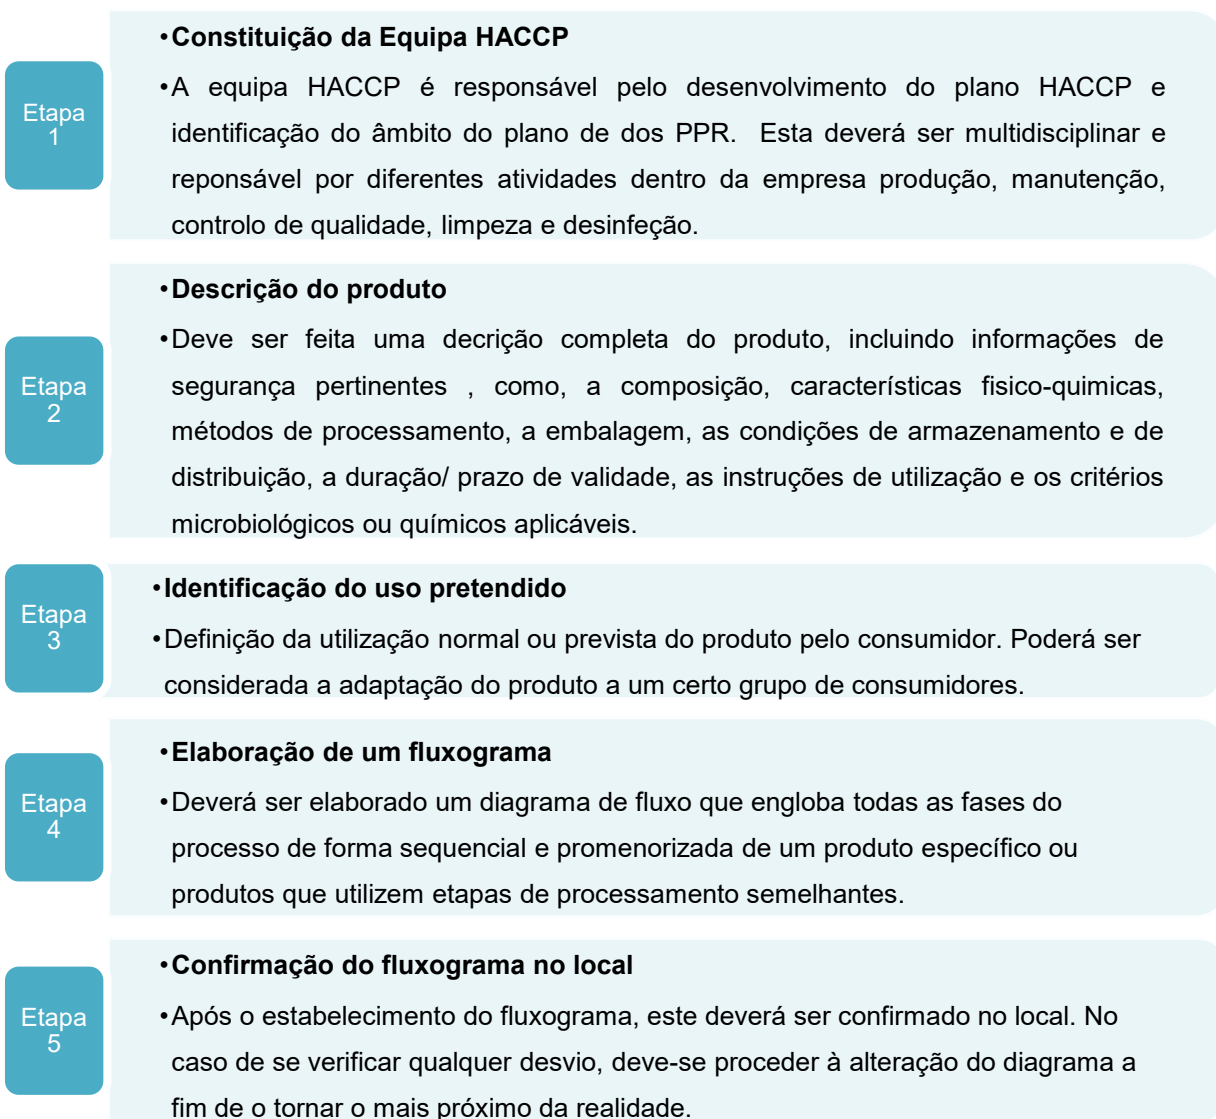 Etapa
1
•Constituição da Equipa HACCP
•A equipa HACCP é responsável pelo desenvolvimento do plano HACCP e
identificação do âmbito do plano de dos PPR. Esta deverá ser multidisciplinar e
reponsável por diferentes atividades dentro da empresa produção, manutenção,
controlo de qualidade, limpeza e desinfeção.
Etapa
2
•Descrição do produto
•Deve ser feita uma decrição completa do produto, incluindo informações de
segurança pertinentes , como, a composição, característícas fisico-quimicas,
métodos de processamento, a embalagem, as condições de armazenamento e de
distribuição, a duração/ prazo de validade, as instruções de utilização e os critérios
microbiológicos ou químicos aplicáveis.
Etapa
3
•Identificação do uso pretendido
•Definição da utilização normal ou prevista do produto pelo consumidor. Poderá ser
considerada a adaptação do produto a um certo grupo de consumidores.
Etapa
4
•Elaboração de um fluxograma
•Deverá ser elaborado um diagrama de fluxo que engloba todas as fases do
processo de forma sequencial e promenorizada de um produto específico ou
produtos que utilizem etapas de processamento semelhantes.
Etapa
5
•Confirmação do fluxograma no local
•Após o estabelecimento do fluxograma, este deverá ser confirmado no local. No
caso de se verificar qualquer desvio, deve-se proceder à alteração do diagrama a
fim de o tornar o mais próximo da realidade.